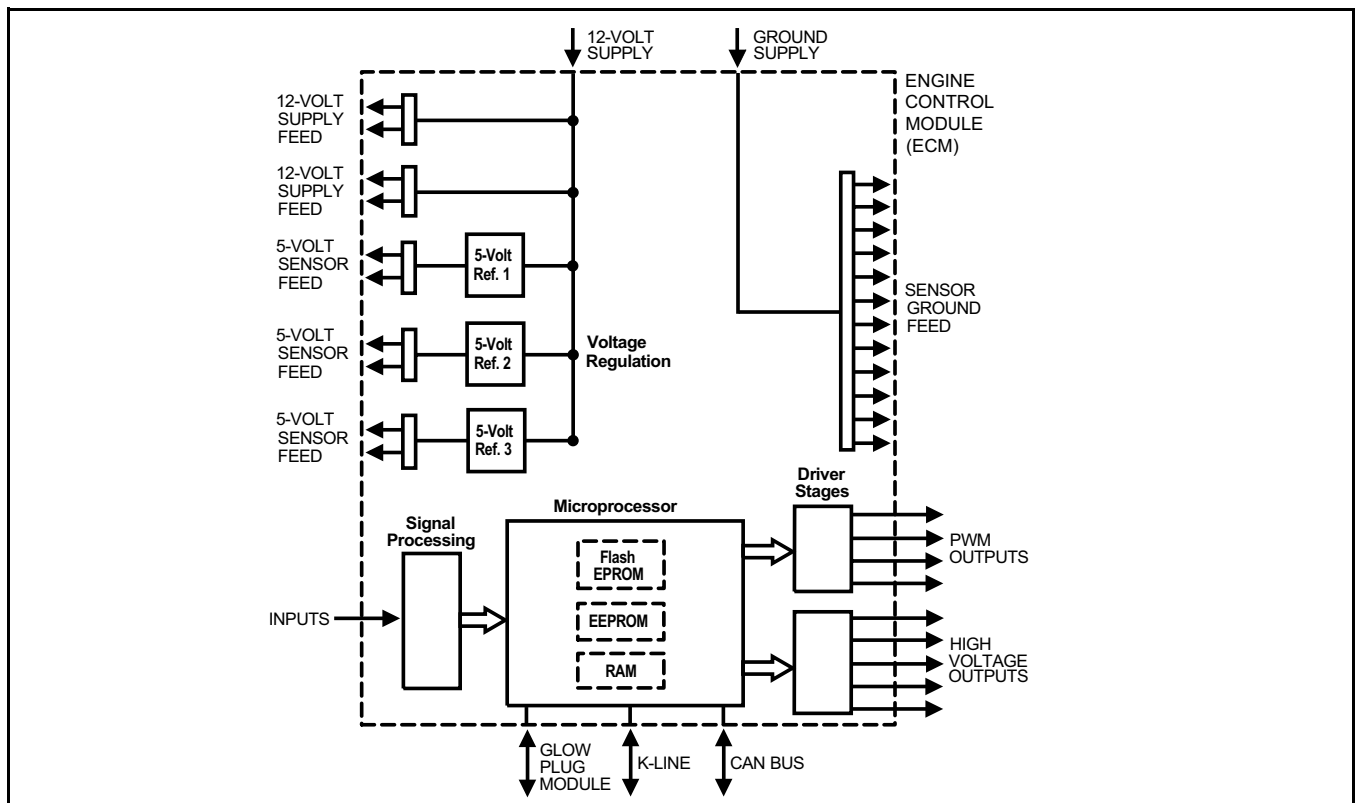 12-VOLT
SUPPLY
GROUND
SUPPLY
ENGINE
CONTROL
MODULE
(ECM)
12-VOLT
SUPPLY
FEED
12-VOLT
SUPPLY
FEED
5-VOLT
SENSOR
FEED
5-Volt
Ref. 1
SENSOR
GROUND
FEED
5-VOLT
SENSOR
FEED
5-Volt
Ref. 2
Voltage
Regulation
5-VOLT
SENSOR
FEED
5-Volt
Ref. 3
Driver
Stages
Microprocessor
Signal
Processing
Flash
EPROM
PWM
OUTPUTS
INPUTS
EEPROM
RAM
HIGH
VOLTAGE
OUTPUTS
GLOW
PLUG
MODULE
K-LINE
CAN BUS